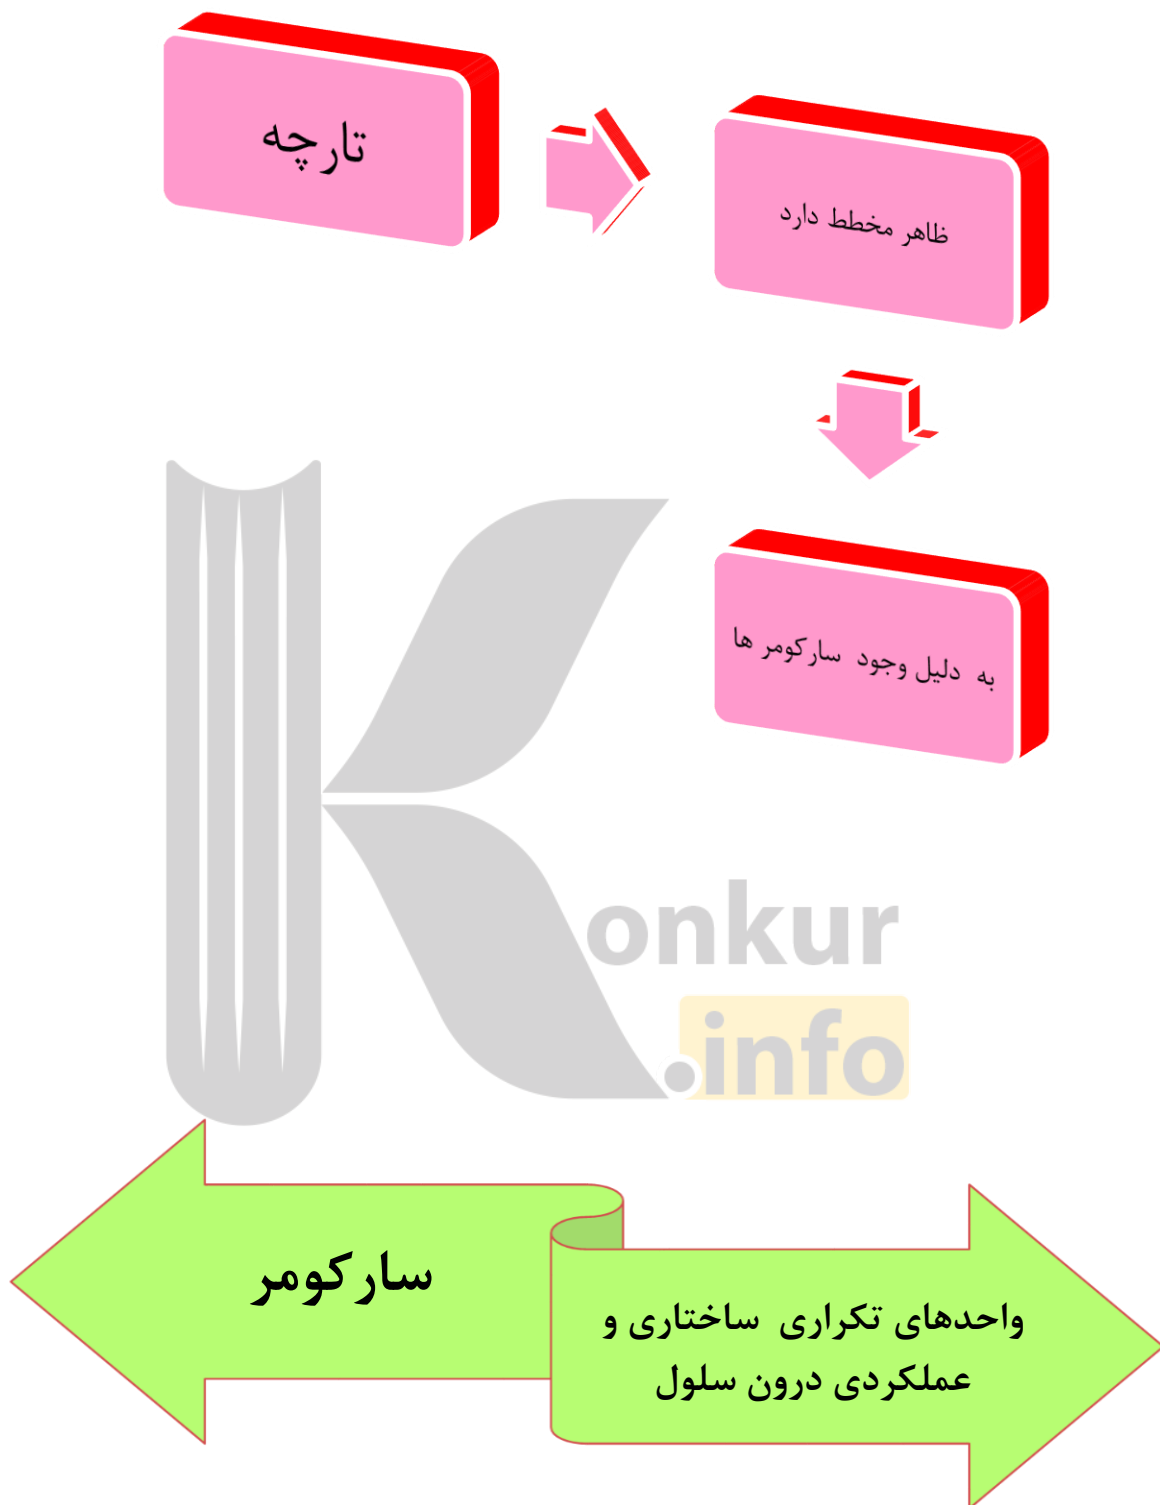 تارچه
ظاهر مخطط دارد
به دلیل وجود سارکومر ها
onkur
.info
سارکومر
واحدهای تکراری ساختاری و
عملکردی درون سلول